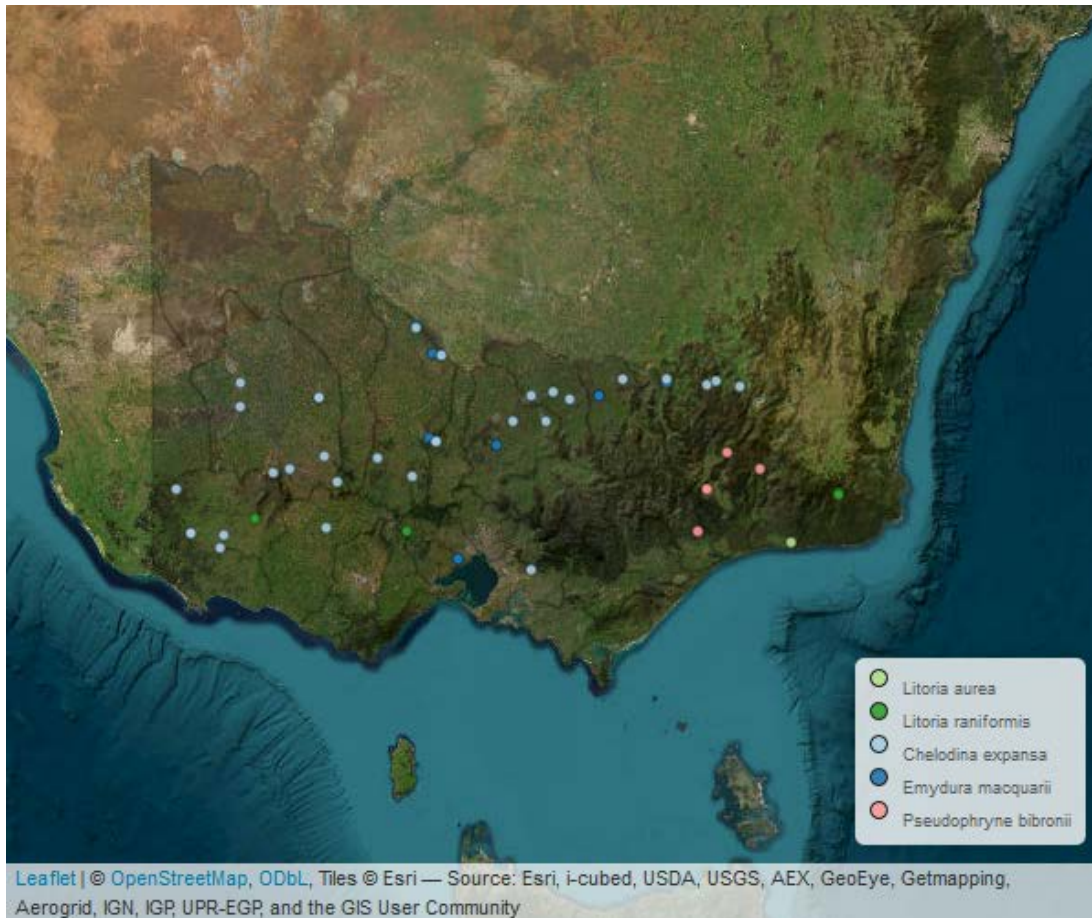 Litoria aurea
Litoria raniformis
Chelodina expansa
Emydura macquarii
Pseudophryne bibronii
Leaflet | © OpenStreetMap, ODbL, Tiles © Esri — Source: Esri, i-cubed, USDA, USGS, AEX, GeoEye, Getmapping,
Aerogrid, IGN, IGP, UPR-EGP, and the GIS User Community